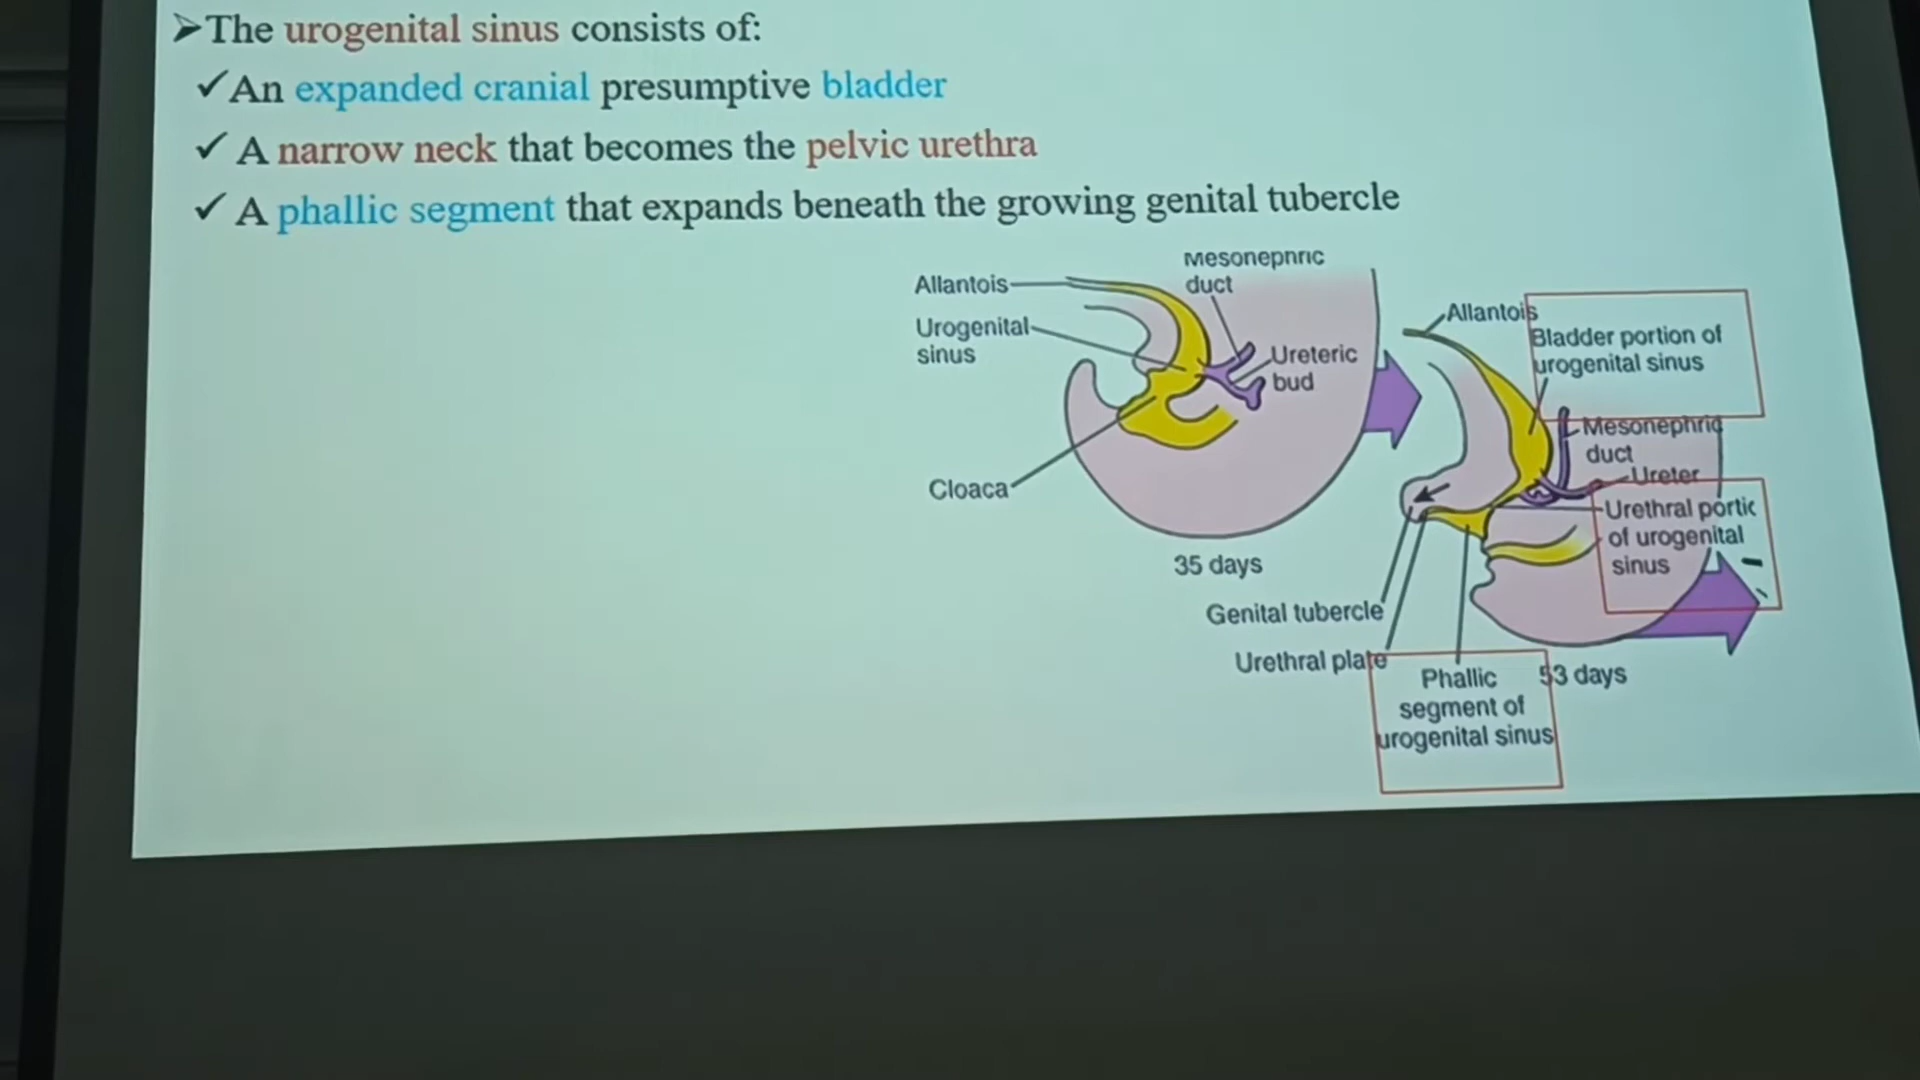 ➤The urogenital sinus consists of:
✓An expanded cranial presumptive bladder
✓ A narrow neck that becomes the pelvic urethra
✓ A phallic segment that expands beneath the growing genital tubercle
Allantois
Mesonephric
duct
Urogenital
sinus
Ureteric
bud
Cloaca
35 days
Allantois
Bladder portion of
urogenital sinus
Mesonephric
duct
Ureter
Urethral portic
of urogenital
sinus
Genital tubercle
Urethral plate
Phallic
segment of
urogenital sinus
53 days